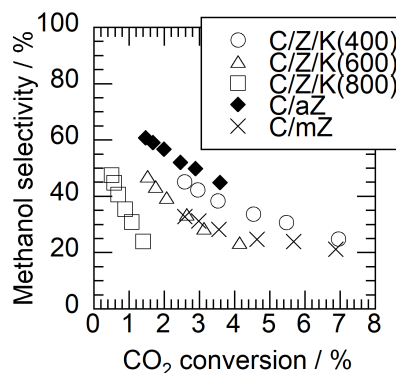 100
80
60
40
20
0
Methanol selectivity / %
C/Z/K(400)
C/Z/K(600)
C/Z/K(800)
C/aZ
C/mZ
0 1 2 3 4 5 6 7 8
CO₂ conversion / %